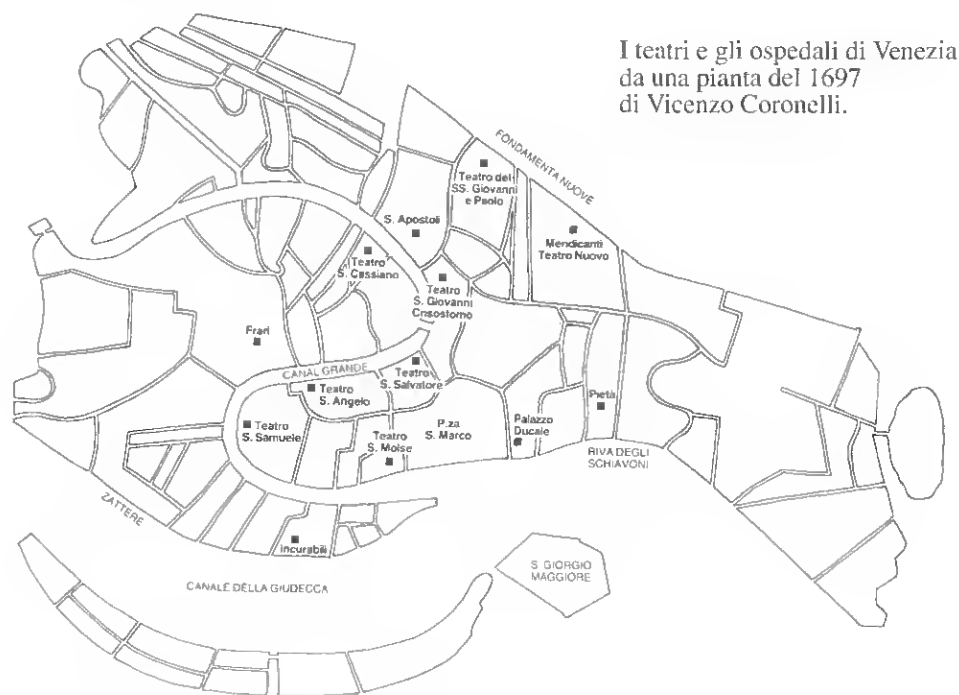 I teatri e gli ospedali di Venezia
da una pianta del 1697
di Vicenzo Coronelli.
FONDAMENTA NUOVE
Teatro dei
SS. Giovanni
e Paolo
S. Apostoli
Mendicanti
Teatro Nuovo
Teatro
S. Cassiano
Teatro
S. Giovanni
Crisostomo
Frari
CANAL GRANDE
Teatro
S. Salvatore
Teatro
S. Angelo
Pietà
Teatro
S. Samuele
P.za
S. Marco
Palazzo
Ducale
Teatro
S. Moise
RIVA DEGLI
SCHIAVONI
ZATTERE
Incurabili
S. GIORGIO
MAGGIORE
CANALE DELLA GIUDECCA